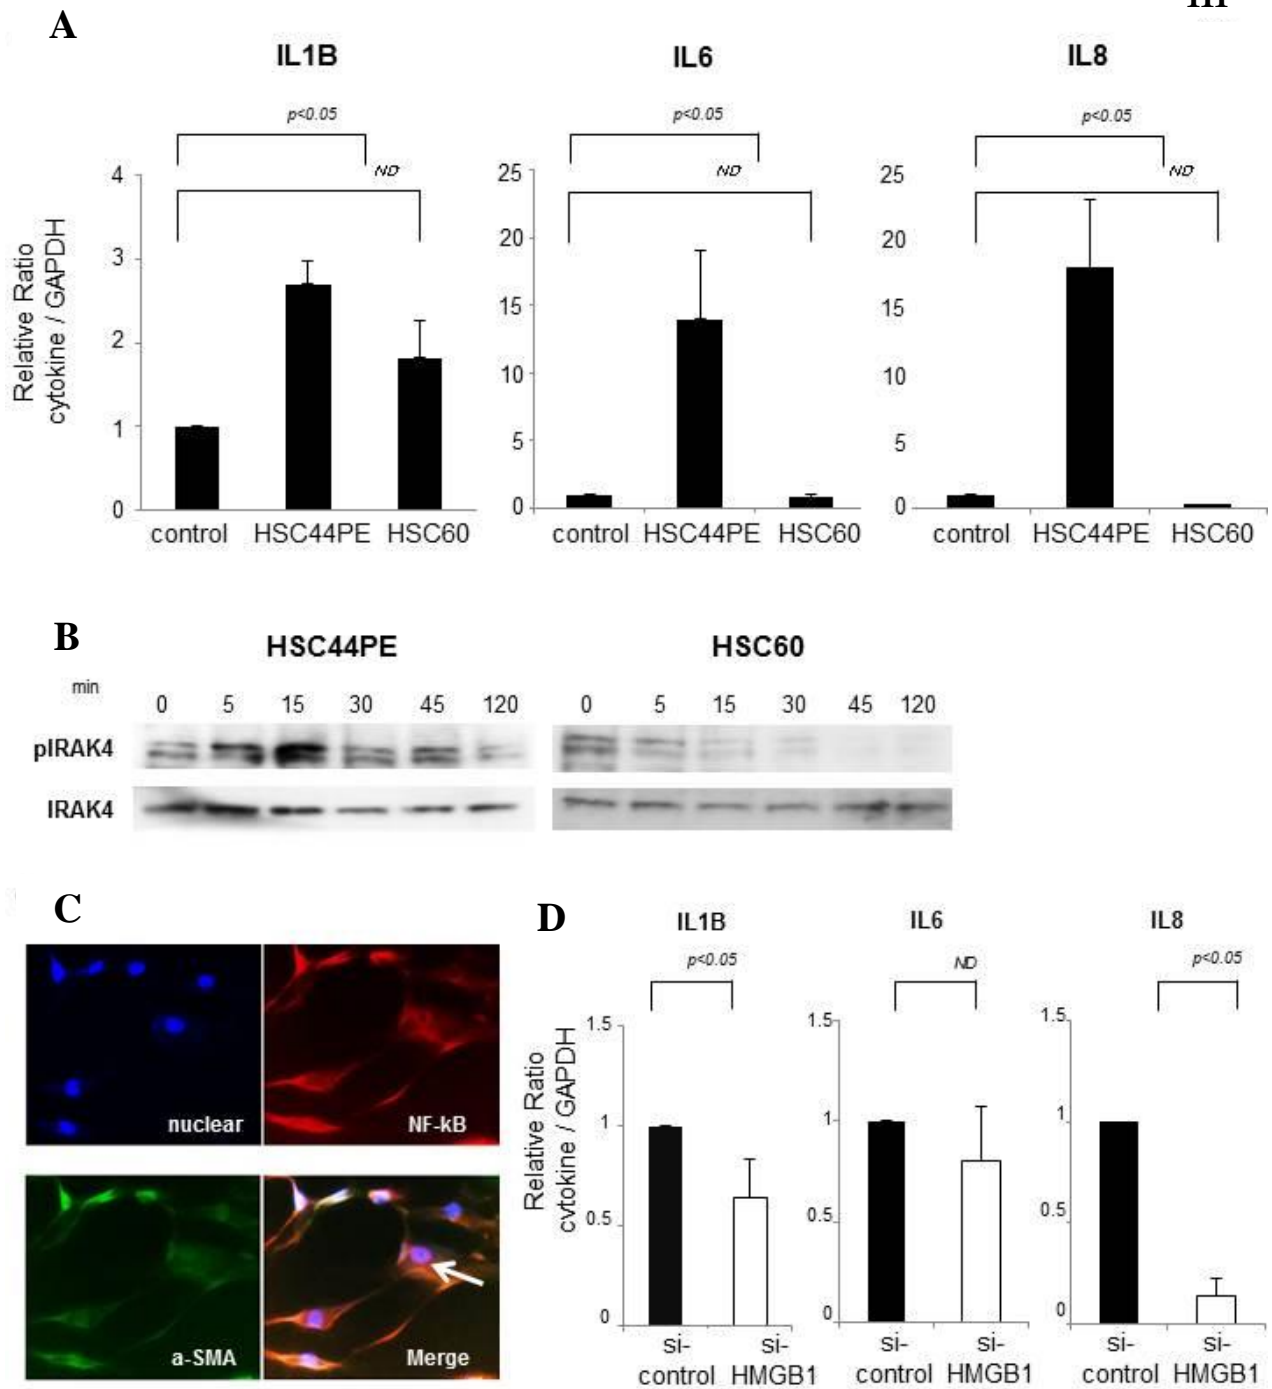 III
A
IL1B
IL6
IL8
p<0.05
p<0.05
p<0.05
ND
ND
ND
Relative Ratio
cytokine / GAPDH
4
3
2
1
0
25
20
15
10
5
0
25
20
15
10
5
0
control HSC44PE HSC60
control HSC44PE HSC60
control HSC44PE HSC60
B
HSC44PE
HSC60
min
0 5 15 30 45 120
0 5 15 30 45 120
pIRAK4
IRAK4
C
nuclear
NF-kB
a-SMA
Merge
D
IL1B
IL6
IL8
p<0.05
ND
p<0.05
Relative Ratio
cytokine / GAPDH
1.5
1
0.5
0
1.5
1
0.5
0
1.5
1
0.5
0
si-
control
si-
HMGB1
si-
control
si-
HMGB1
si-
control
si-
HMGB1